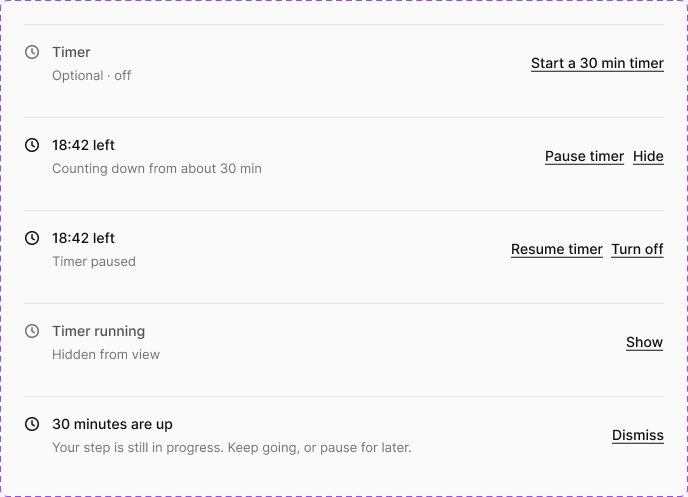 Timer
Optional · off
Start a 30 min timer
18:42 left
Counting down from about 30 min
Pause timer Hide
18:42 left
Timer paused
Resume timer Turn off
Timer running
Hidden from view
Show
30 minutes are up
Your step is still in progress. Keep going, or pause for later.
Dismiss